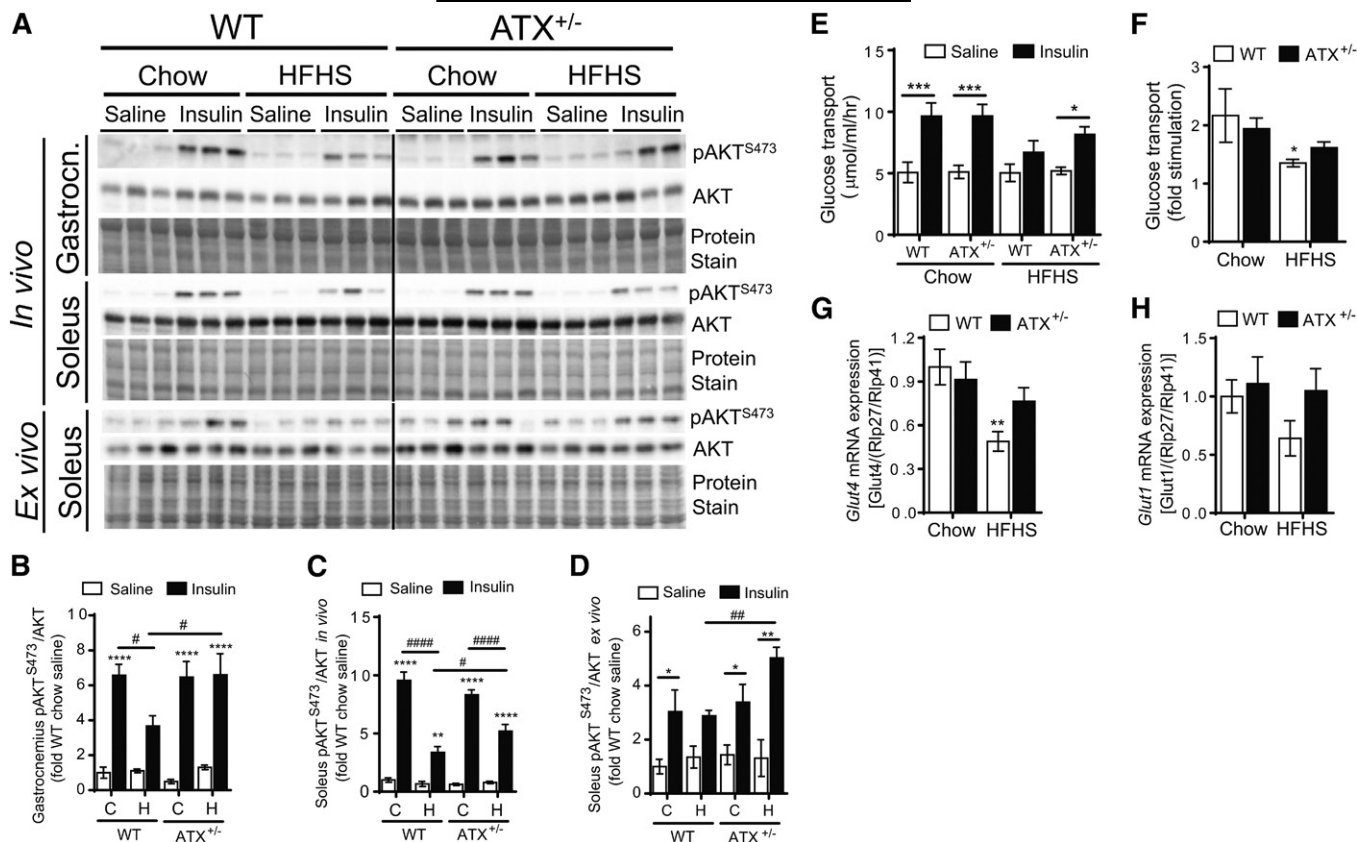 A
WT
ATX+/-
Chow
HFHS
Chow
HFHS
Saline
Insulin
Saline
Insulin
Saline
Insulin
Saline
Insulin
In vivo
Gastrocn.
pAKTS473
AKT
Protein
Stain
Soleus
pAKTS473
AKT
Protein
Stain
Ex vivo
Soleus
pAKTS473
AKT
Protein
Stain
B
Saline
Insulin
Gastrocnemius pAKTS473/AKT
(fold WT chow saline)
10
8
6
4
2
0
****
#
****
#
****
C H C H
WT ATX+/-
C
Saline
Insulin
Soleus pAKTS473/AKT in vivo
(fold WT chow saline)
15
10
5
0
####
####
#
****
**
****
****
C H C H
WT ATX+/-
D
Saline
Insulin
Soleus pAKTS473/AKT ex vivo
(fold WT chow saline)
6
4
2
0
##
*
*
**
C H C H
WT ATX+/-
E
Saline
Insulin
Glucose transport
( μmol/ml/hr)
15
10
5
0
***
***
*
WT ATX+/- WT ATX+/-
Chow HFHS
F
WT
ATX+/-
Glucose transport
(fold stimulation)
3
2
1
0
*
Chow HFHS
G
WT
ATX+/-
Glut4 mRNA expression
[Glut4/(Rlp27/Rlp41)]
1.2
0.9
0.6
0.3
0.0
**
Chow HFHS
H
WT
ATX+/-
Glut1 mRNA expression
[Glut1/(Rlp27/Rlp41)]
1.5
1.0
0.5
0.0
Chow HFHS